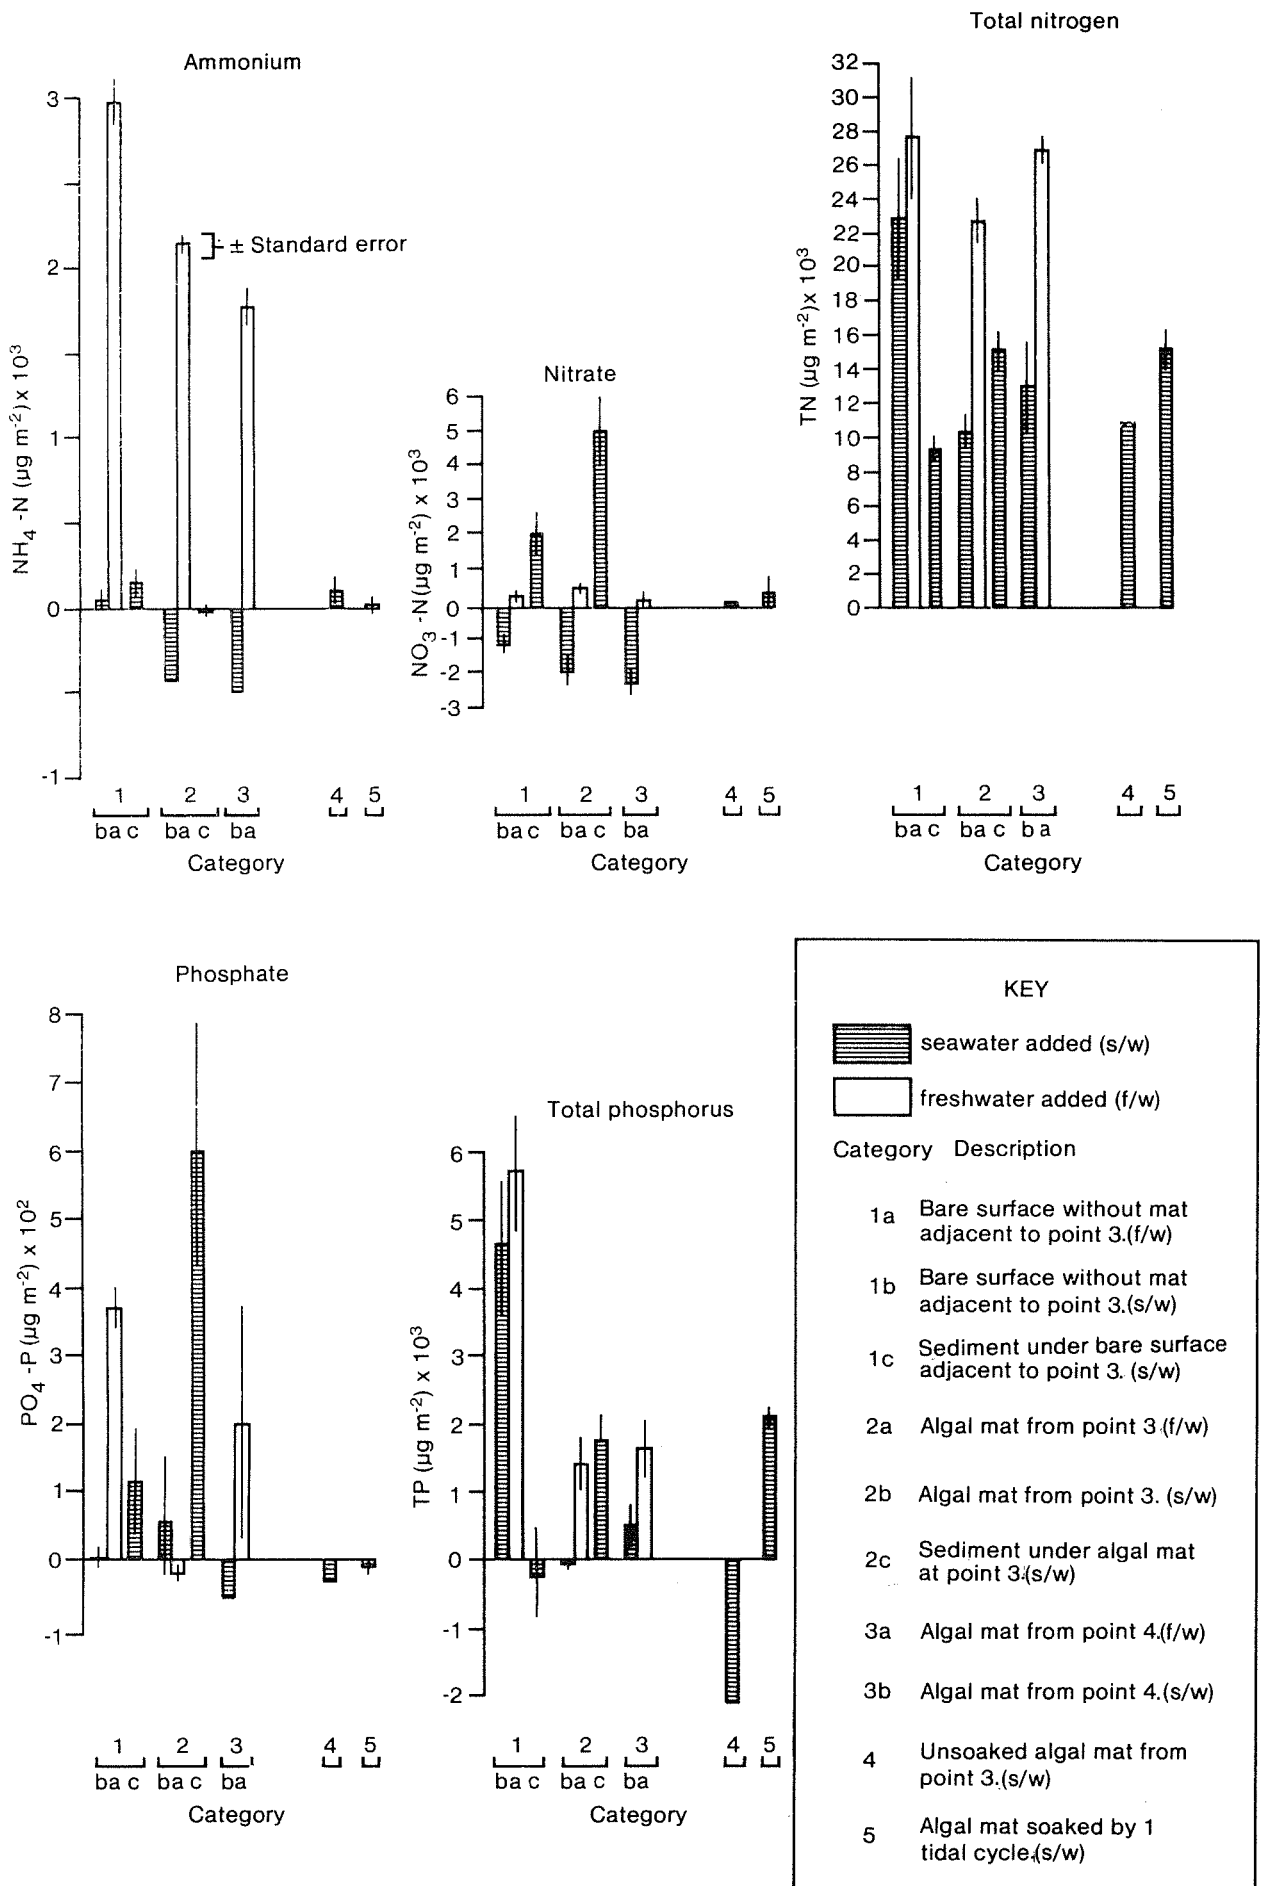 Ammonium
3
2
1
0
-1
NH4 -N (µg m-2) x 103
± Standard error
1 2 3 4 5
ba c ba c ba
Category
Nitrate
6
5
4
3
2
1
0
-1
-2
-3
NO3 -N (µg m-2) x 103
1 2 3 4 5
ba c ba c ba
Category
Total nitrogen
32
30
28
26
24
22
20
18
16
14
12
10
8
6
4
2
0
TN (µg m-2) x 103
1 2 3 4 5
ba c ba c b a
Category
Phosphate
8
7
6
5
4
3
2
1
0
-1
PO4 -P (µg m-2) x 102
1 2 3 4 5
ba c ba c ba
Category
Total phosphorus
6
5
4
3
2
1
0
-1
-2
TP (µg m-2) x 103
1 2 3 4 5
ba c ba c ba
Category
KEY
seawater added (s/w)
freshwater added (f/w)
Category Description
1a Bare surface without mat
adjacent to point 3.(f/w)
1b Bare surface without mat
adjacent to point 3.(s/w)
1c Sediment under bare surface
adjacent to point 3. (s/w)
2a Algal mat from point 3.(f/w)
2b Algal mat from point 3. (s/w)
2c Sediment under algal mat
at point 3.(s/w)
3a Algal mat from point 4.(f/w)
3b Algal mat from point 4.(s/w)
4 Unsoaked algal mat from
point 3.(s/w)
5 Algal mat soaked by 1
tidal cycle.(s/w)